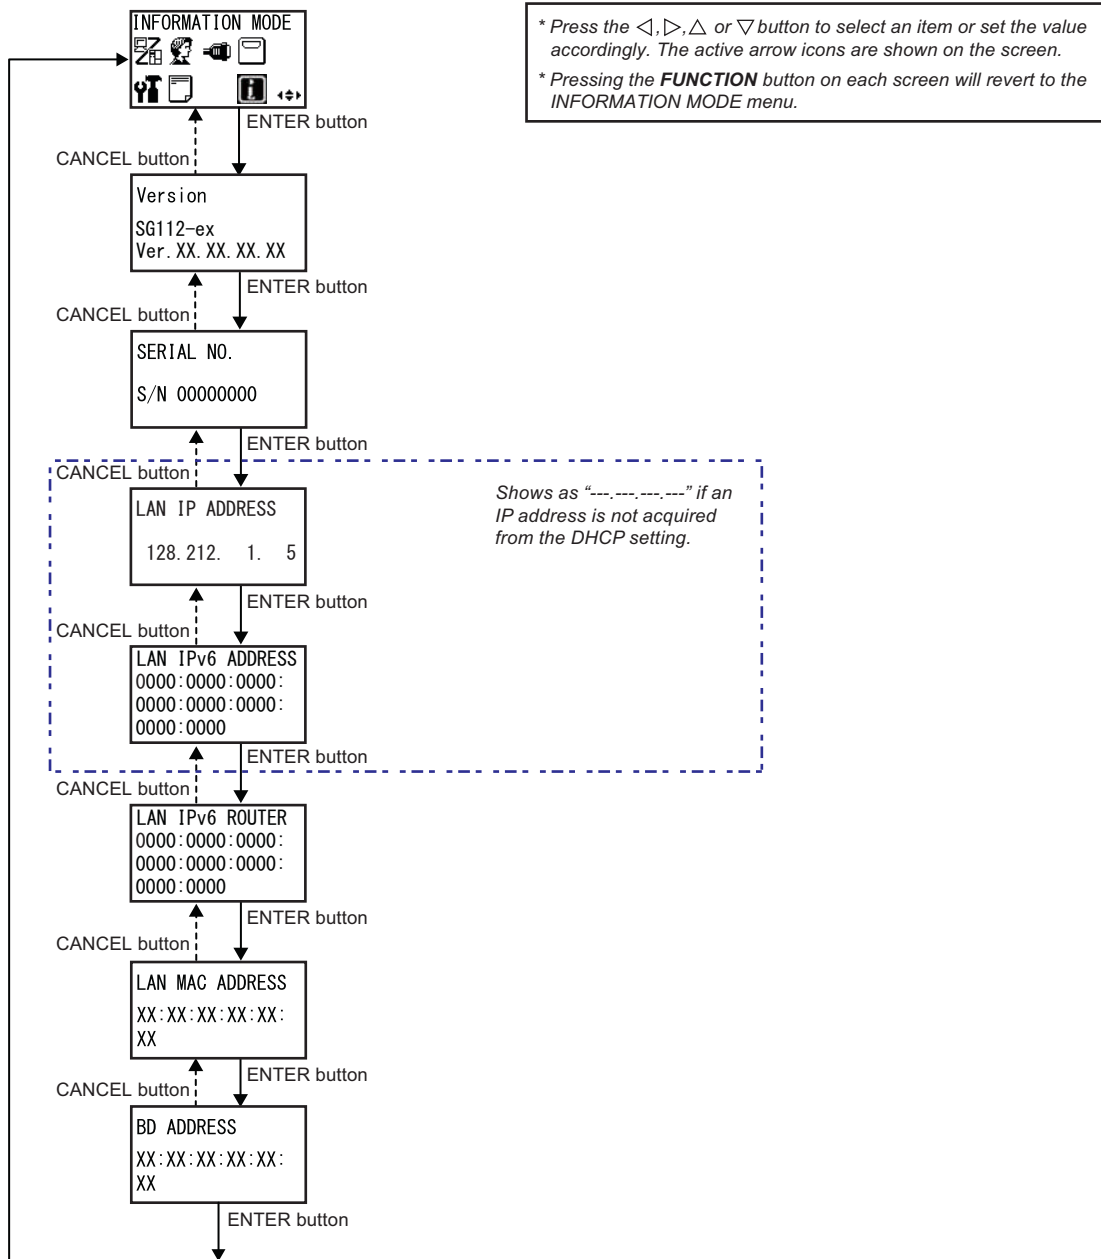 INFORMATION MODE
* Press the ◁,▷,△ or ▽ button to select an item or set the value
accordingly. The active arrow icons are shown on the screen.
* Pressing the FUNCTION button on each screen will revert to the
INFORMATION MODE menu.
ENTER button
CANCEL button
Version
SG112-ex
Ver. XX. XX. XX. XX
ENTER button
CANCEL button
SERIAL NO.
S/N 00000000
ENTER button
CANCEL button
LAN IP ADDRESS
128. 212. 1. 5
Shows as “---.---.---.---” if an
IP address is not acquired
from the DHCP setting.
ENTER button
CANCEL button
LAN IPv6 ADDRESS
0000:0000:0000:
0000:0000:0000:
0000:0000
ENTER button
CANCEL button
LAN IPv6 ROUTER
0000:0000:0000:
0000:0000:0000:
0000:0000
ENTER button
CANCEL button
LAN MAC ADDRESS
XX:XX:XX:XX:XX:
XX
ENTER button
CANCEL button
BD ADDRESS
XX:XX:XX:XX:XX:
XX
ENTER button